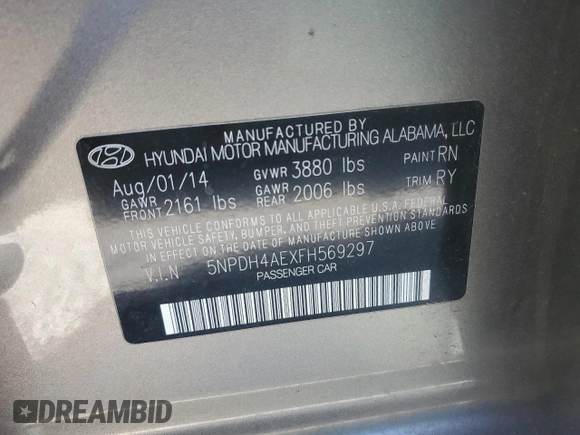 MANUFACTURED BY
HYUNDAI MOTOR MANUFACTURING ALABAMA, LLC
Aug/01/14 GVWR 3880 lbs PAINT RN
GAWR FRONT 2161 lbs GAWR REAR 2006 lbs TRIM RY
THIS VEHICLE CONFORMS TO ALL APPLICABLE U.S.A FEDERAL
MOTOR VEHICLE SAFETY, BUMPER, AND THEFT PREVENTION STANDARDS
IN EFFECT ON THE DATE OF MANUFACTURE SHOWN ABOVE.
V.I.N 5NPDH4AEXFH569297
PASSENGER CAR
DREAMBID